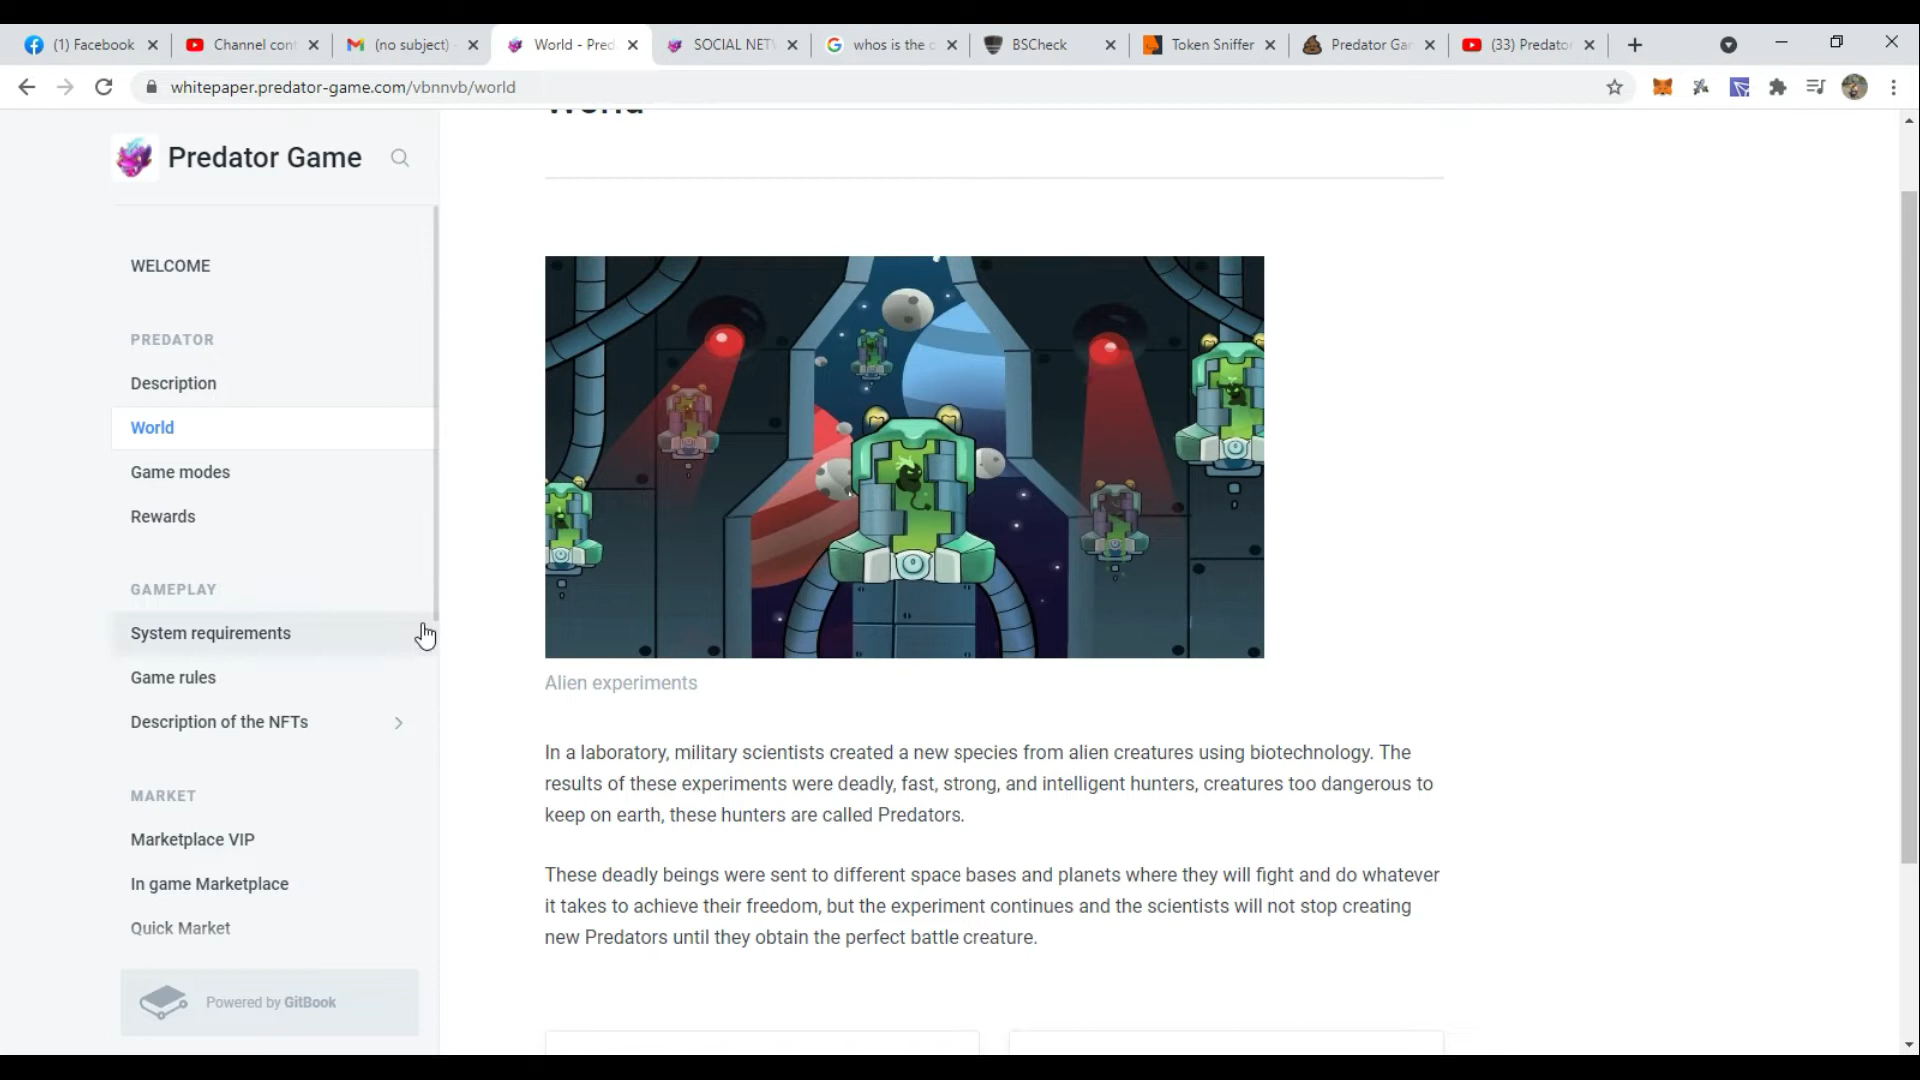 (1) Facebook
Channel cont
(no subject)
World - Pred
SOCIAL NET
whos is the
BSCheck
Token Sniffer
Predator Ga
(33) Predator
whitepaper.predator-game.com/vbnnvb/world
World
Predator Game
WELCOME
PREDATOR
Description
World
Game modes
Rewards
GAMEPLAY
System requirements
Game rules
Description of the NFTs
MARKET
Marketplace VIP
In game Marketplace
Quick Market
Powered by GitBook
Alien experiments
In a laboratory, military scientists created a new species from alien creatures using biotechnology. The
results of these experiments were deadly, fast, strong, and intelligent hunters, creatures too dangerous to
keep on earth, these hunters are called Predators.
These deadly beings were sent to different space bases and planets where they will fight and do whatever
it takes to achieve their freedom, but the experiment continues and the scientists will not stop creating
new Predators until they obtain the perfect battle creature.